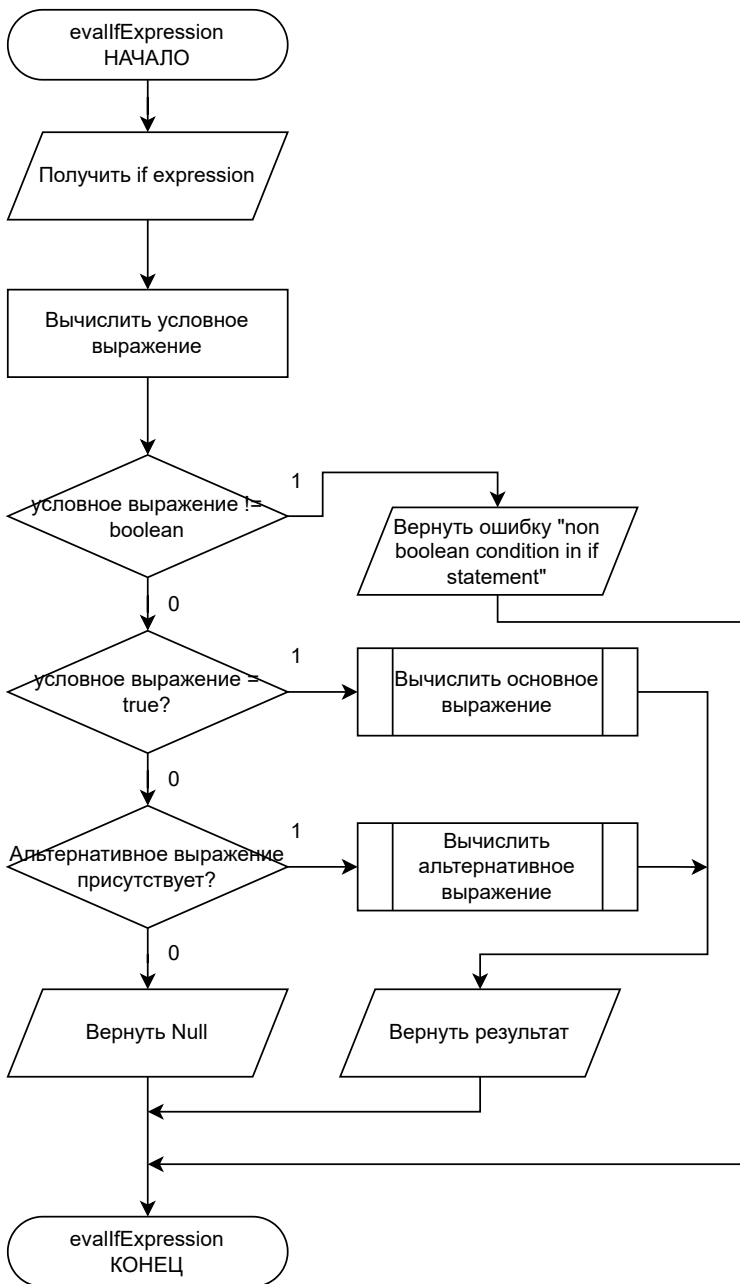 evalIfExpression
НАЧАЛО
Получить if expression
Вычислить условное
выражение
условное выражение !=
boolean
1
Вернуть ошибку "non
boolean condition in if
statement"
0
условное выражение =
true?
1
Вычислить основное
выражение
0
Альтернативное выражение
присутствует?
1
Вычислить
альтернативное
выражение
0
Вернуть Null
Вернуть результат
evalIfExpression
КОНЕЦ